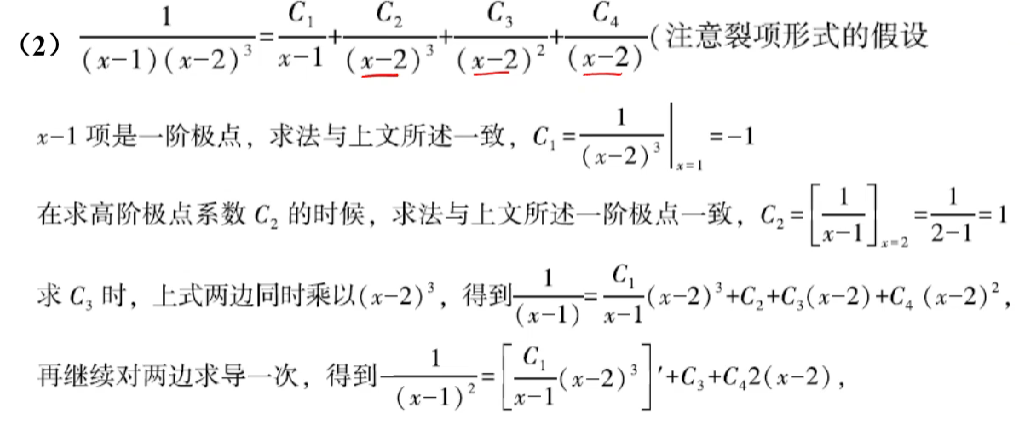 (2) $\frac{1}{(x-1)(x-2)^3}=\frac{C_1}{x-1}+\frac{C_2}{(x-2)^3}+\frac{C_3}{(x-2)^2}+\frac{C_4}{(x-2)}$(注意裂项形式的假设
$x-1$ 项是一阶极点，求法与上文所述一致，$C_1=\left.\frac{1}{(x-2)^3}\right|_{x=1}=-1$
在求高阶极点系数 $C_2$ 的时候，求法与上文所述一阶极点一致，$C_2=\left[\frac{1}{x-1}\right]_{x=2}=\frac{1}{2-1}=1$
求 $C_3$ 时，上式两边同时乘以$(x-2)^3$，得到$\frac{1}{(x-1)}=\frac{C_1}{x-1}(x-2)^3+C_2+C_3(x-2)+C_4(x-2)^2$，
再继续对两边求导一次，得到$\frac{1}{(x-1)^2}=\left[\frac{C_1}{x-1}(x-2)^3\right]'+C_3+C_42(x-2)$，